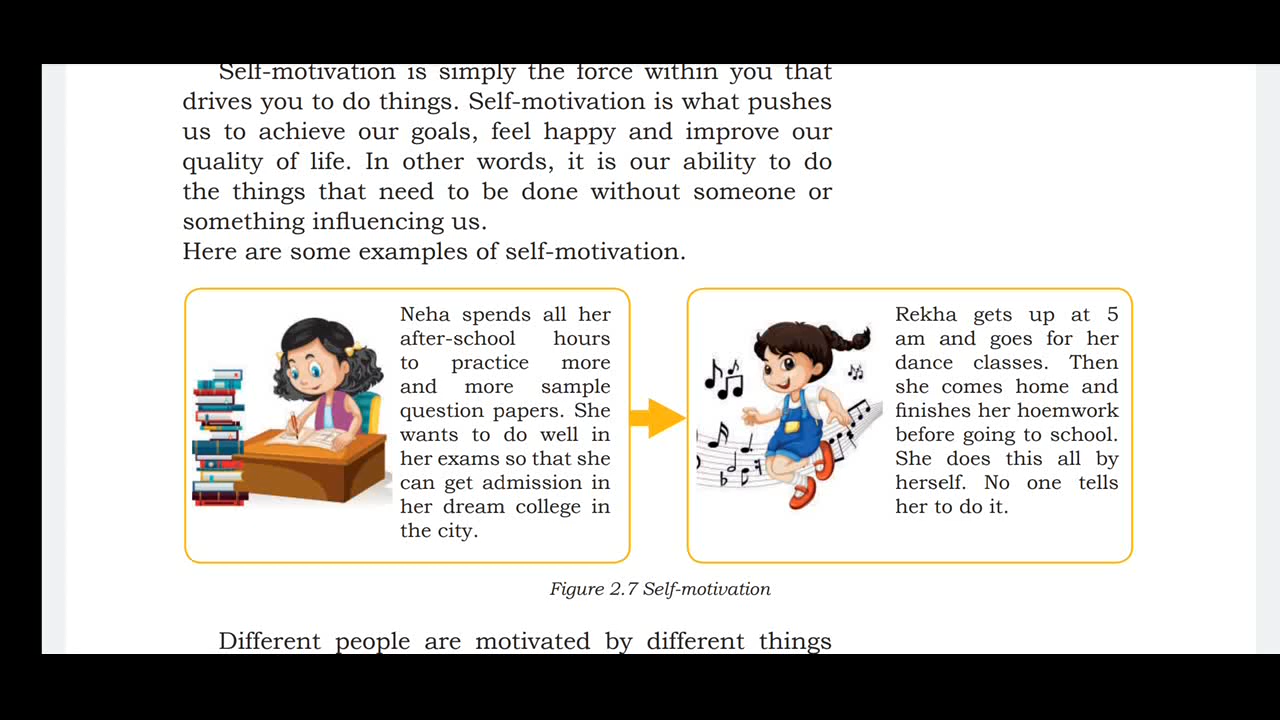 Self-motivation is simply the force within you that
drives you to do things. Self-motivation is what pushes
us to achieve our goals, feel happy and improve our
quality of life. In other words, it is our ability to do
the things that need to be done without someone or
something influencing us.
Here are some examples of self-motivation.
Neha spends all her
after-school hours
to practice more
and more sample
question papers. She
wants to do well in
her exams so that she
can get admission in
her dream college in
the city.
Rekha gets up at 5
am and goes for her
dance classes. Then
she comes home and
finishes her hoemwork
before going to school.
She does this all by
herself. No one tells
her to do it.
Figure 2.7 Self-motivation
Different people are motivated by different things